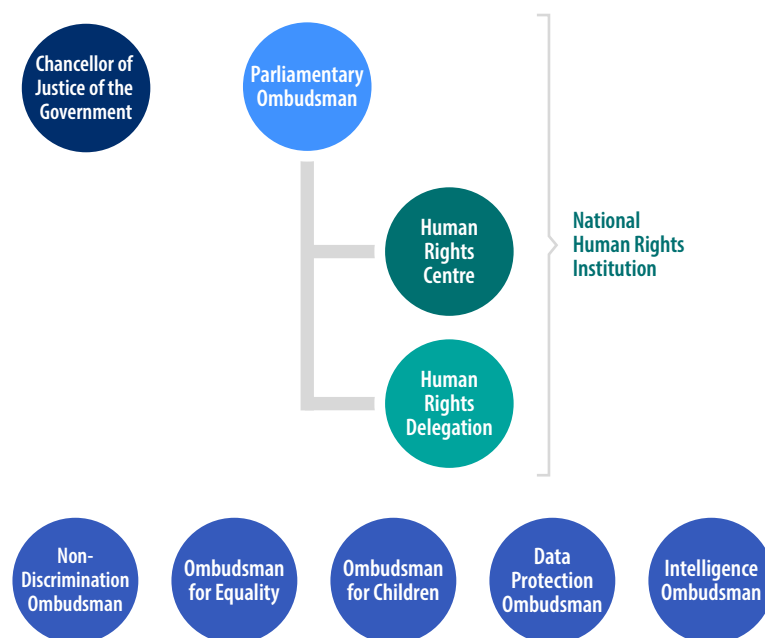 Chancellor of
Justice of the
Government
Parliamentary
Ombudsman
Human
Rights
Centre
National
Human Rights
Institution
Human
Rights
Delegation
Non-
Discrimination
Ombudsman
Ombudsman
for Equality
Ombudsman
for Children
Data
Protection
Ombudsman
Intelligence
Ombudsman